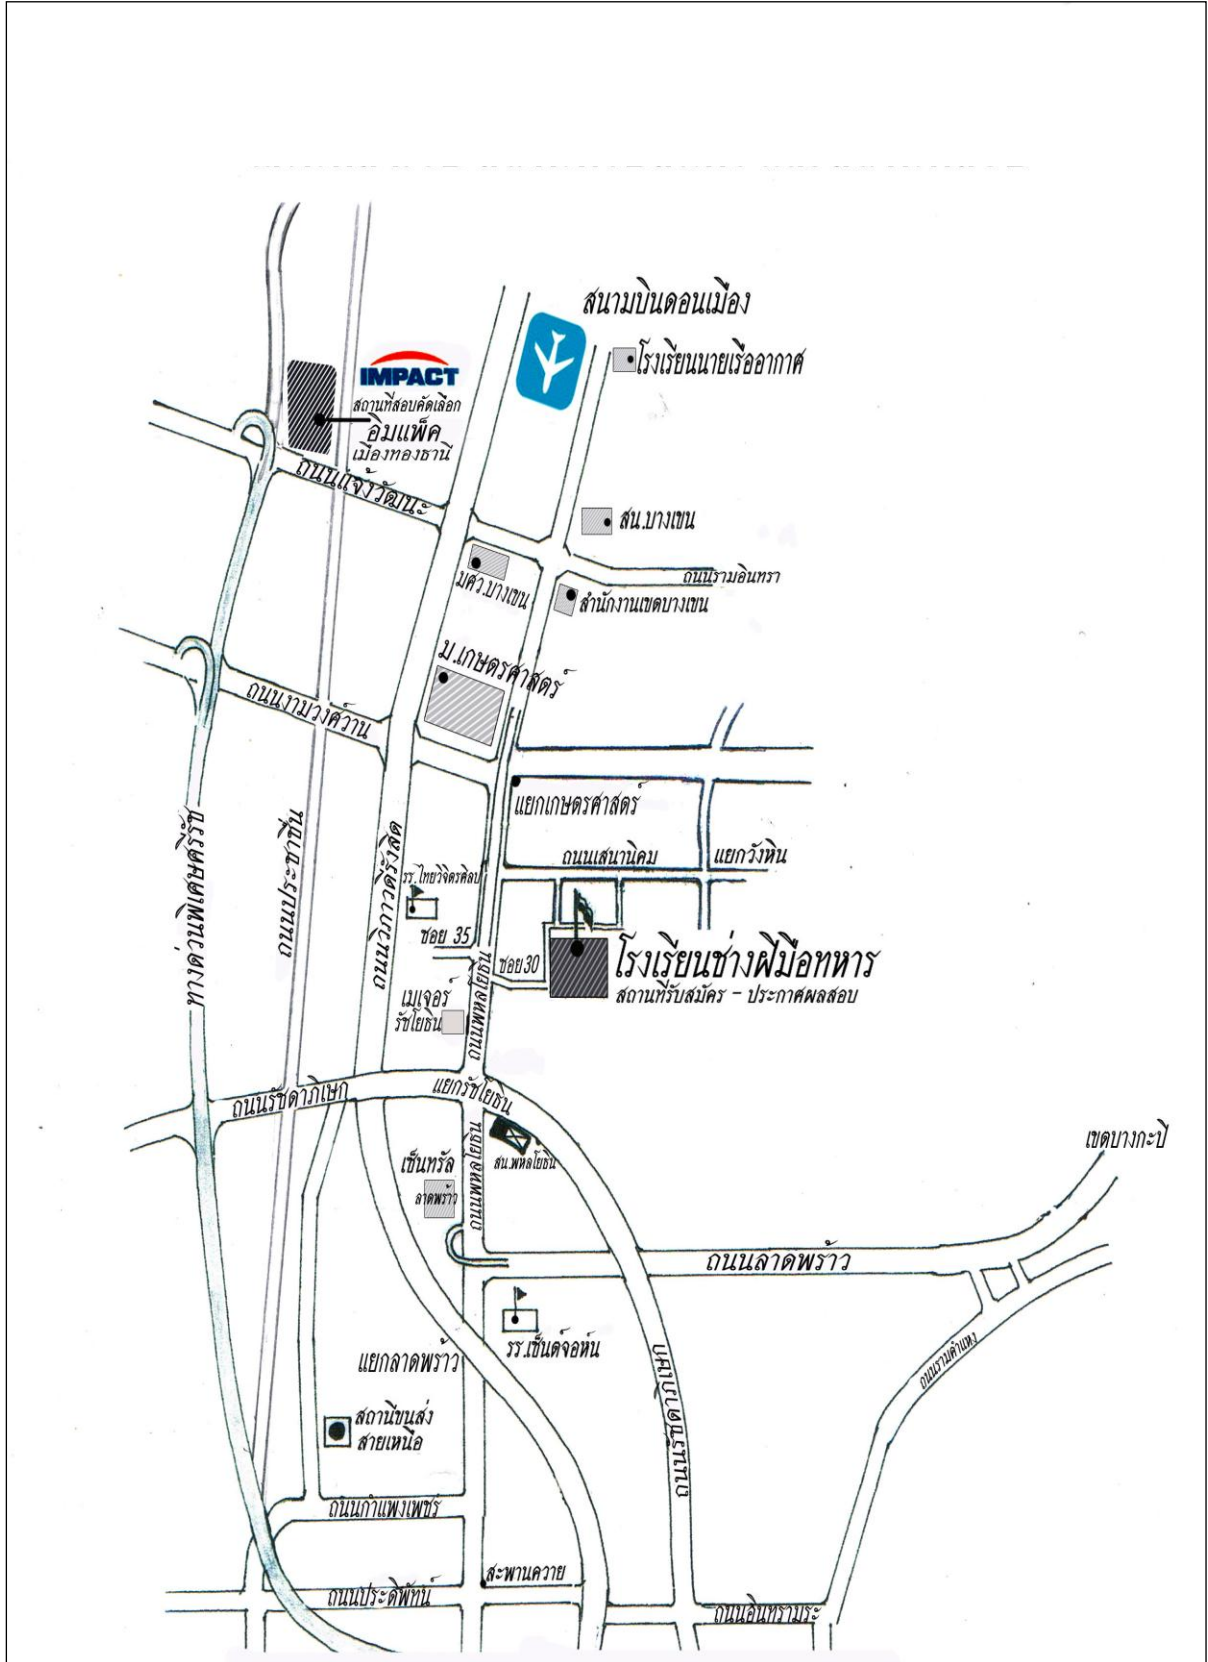 สนามบินดอนเมือง
โรงเรียนนายเรืออากาศ
IMPACT
สถานที่สอบคัดเลือก
อิมแพ็ค
เมืองทองธานี
ถนนแจ้งวัฒนะ
สน.บางเขน
ถนนรามอินทรา
มศว.บางเขน
สำนักงานเขตบางเขน
ม.เกษตรศาสตร์
ถนนงามวงศ์วาน
แยกเกษตรศาสตร์
ทางด่วนพิเศษศรีรัช
ถนนประชาชื่น
ถนนวิภาวดีรังสิต
ถนนเสนานิคม
แยกวังหิน
รร.ไทยวิจิตรศิลป
ซอย 35
ซอย30
โรงเรียนช่างฝีมือทหาร
สถานที่รับสมัคร - ประกาศผลสอบ
เมเจอร์
รัชโยธิน
ถนนพหลโยธิน
ถนนรัชดาภิเษก
แยกรัชโยธิน
ถนนพหลโยธิน
สน.พหลโยธิน
เขตบางกะปิ
เซ็นทรัล
ลาดพร้าว
ถนนลาดพร้าว
รร.เซ็นต์จอห์น
แยกลาดพร้าว
ถนนรัชดาภิเษก
ถนนรามคำแหง
สถานีขนส่ง
สายเหนือ
ถนนกำแพงเพชร
สะพานควาย
ถนนประดิพัทน์
ถนนอินทรามระ